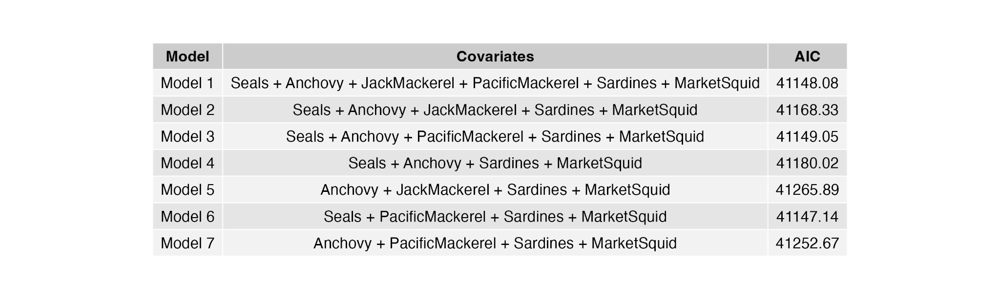 Model Covariates AIC
Model 1 Seals + Anchovy + JackMackerel + PacificMackerel + Sardines + MarketSquid 41148.08
Model 2 Seals + Anchovy + JackMackerel + Sardines + MarketSquid 41168.33
Model 3 Seals + Anchovy + PacificMackerel + Sardines + MarketSquid 41149.05
Model 4 Seals + Anchovy + Sardines + MarketSquid 41180.02
Model 5 Anchovy + JackMackerel + Sardines + MarketSquid 41265.89
Model 6 Seals + PacificMackerel + Sardines + MarketSquid 41147.14
Model 7 Anchovy + PacificMackerel + Sardines + MarketSquid 41252.67